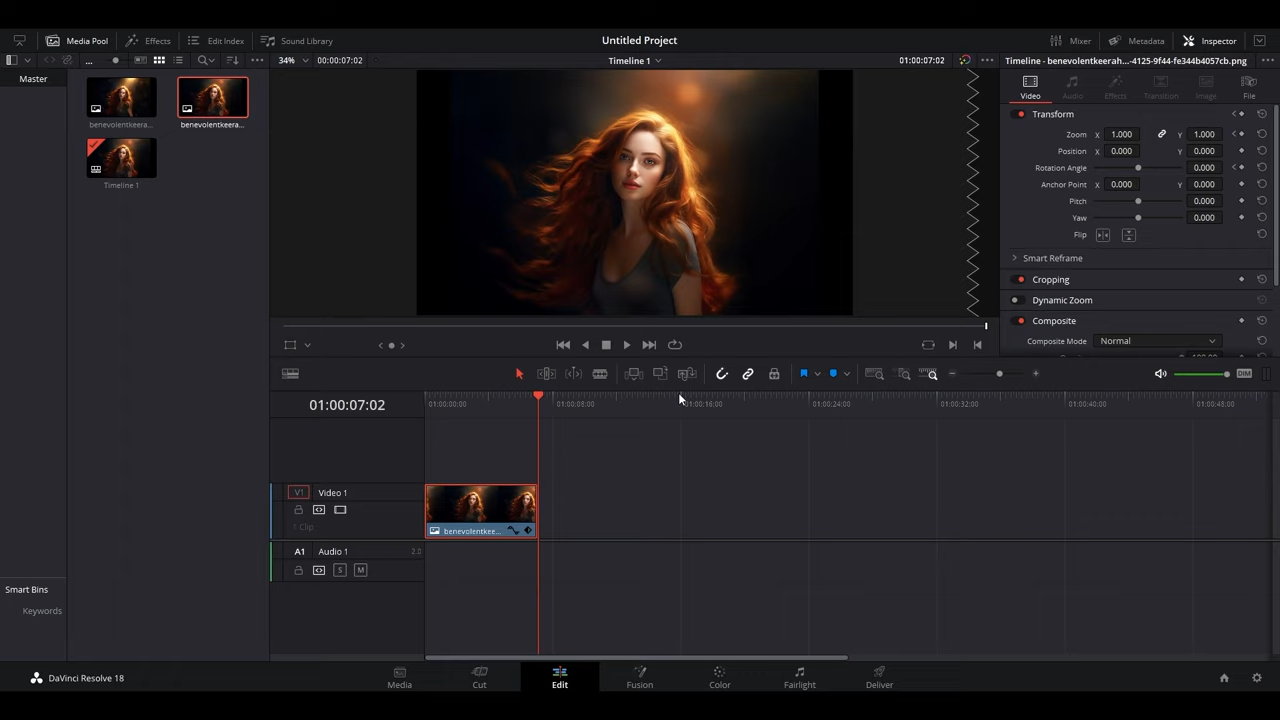 Media Pool Effects Edit Index Sound Library Untitled Project Mixer Metadata Inspector
... 34% 00:00:07:02 Timeline 1 01:00:07:02 ... Timeline - benevolentkeerah...-4125-9f44-fe344b4057cb.png ...
Master
benevolentkeera... benevolentkeera...
Timeline 1
Video Audio Effects Transition Image File
Transform
Zoom X 1.000 Y 1.000
Position X 0.000 Y 0.000
Rotation Angle 0.000
Anchor Point X 0.000 Y 0.000
Pitch 0.000
Yaw 0.000
Flip
Smart Reframe
Cropping
Dynamic Zoom
Composite
Composite Mode Normal
DIM
01:00:07:02 01:00:00:00 01:00:08:00 01:00:16:00 01:00:24:00 01:00:32:00 01:00:40:00 01:00:48:00
V1 Video 1
1 Clip
benevolentkee...
A1 Audio 1 2.0
S M
Smart Bins
Keywords
DaVinci Resolve 18
Media Cut Edit Fusion Color Fairlight Deliver